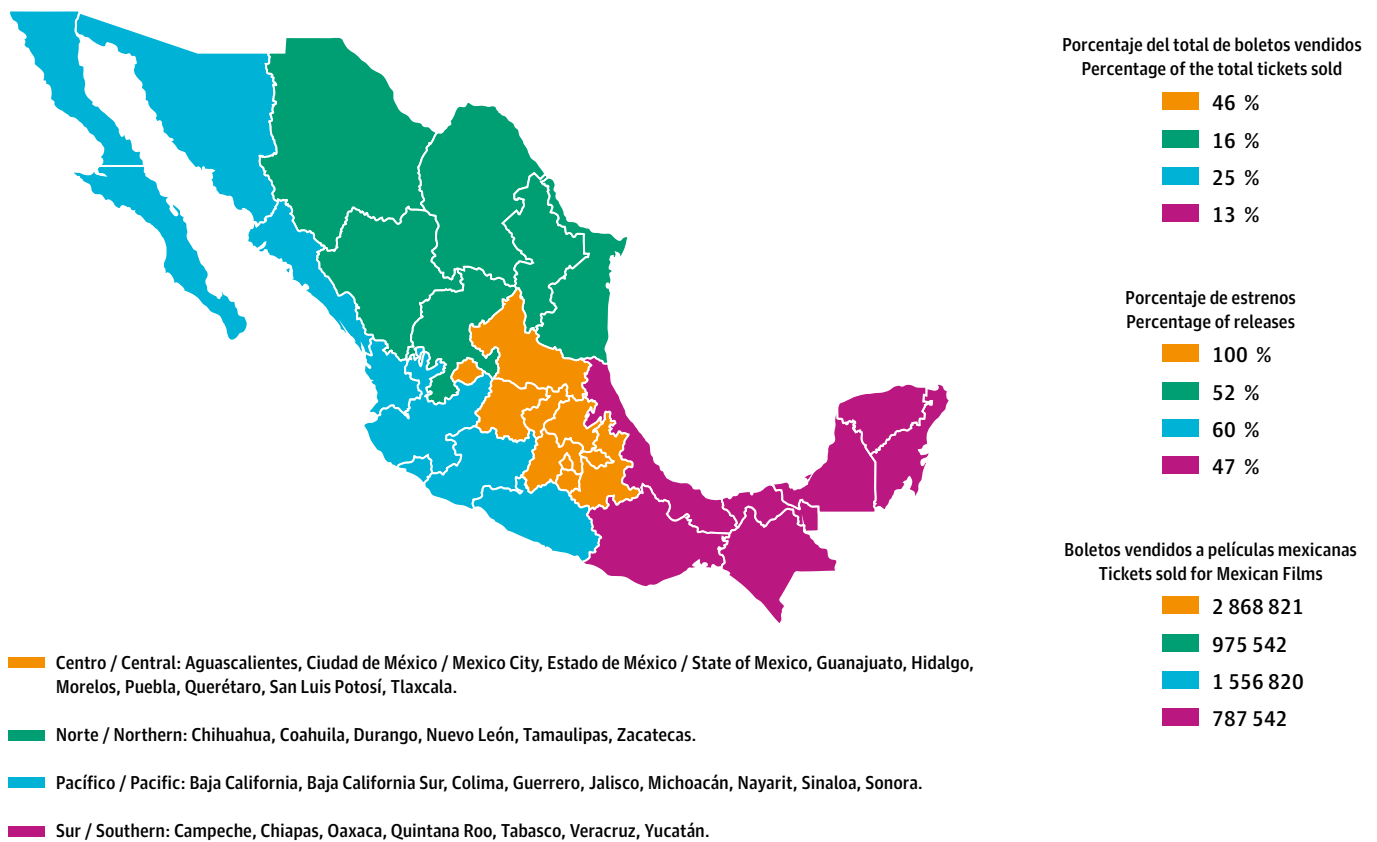 Porcentaje del total de boletos vendidos
Percentage of the total tickets sold
46 %
16 %
25 %
13 %
Porcentaje de estrenos
Percentage of releases
100 %
52 %
60 %
47 %
Boletos vendidos a películas mexicanas
Tickets sold for Mexican Films
2 868 821
975 542
1 556 820
787 542
Centro / Central: Aguascalientes, Ciudad de México / Mexico City, Estado de México / State of Mexico, Guanajuato, Hidalgo,
Morelos, Puebla, Querétaro, San Luis Potosí, Tlaxcala.
Norte / Northern: Chihuahua, Coahuila, Durango, Nuevo León, Tamaulipas, Zacatecas.
Pacífico / Pacific: Baja California, Baja California Sur, Colima, Guerrero, Jalisco, Michoacán, Nayarit, Sinaloa, Sonora.
Sur / Southern: Campeche, Chiapas, Oaxaca, Quintana Roo, Tabasco, Veracruz, Yucatán.